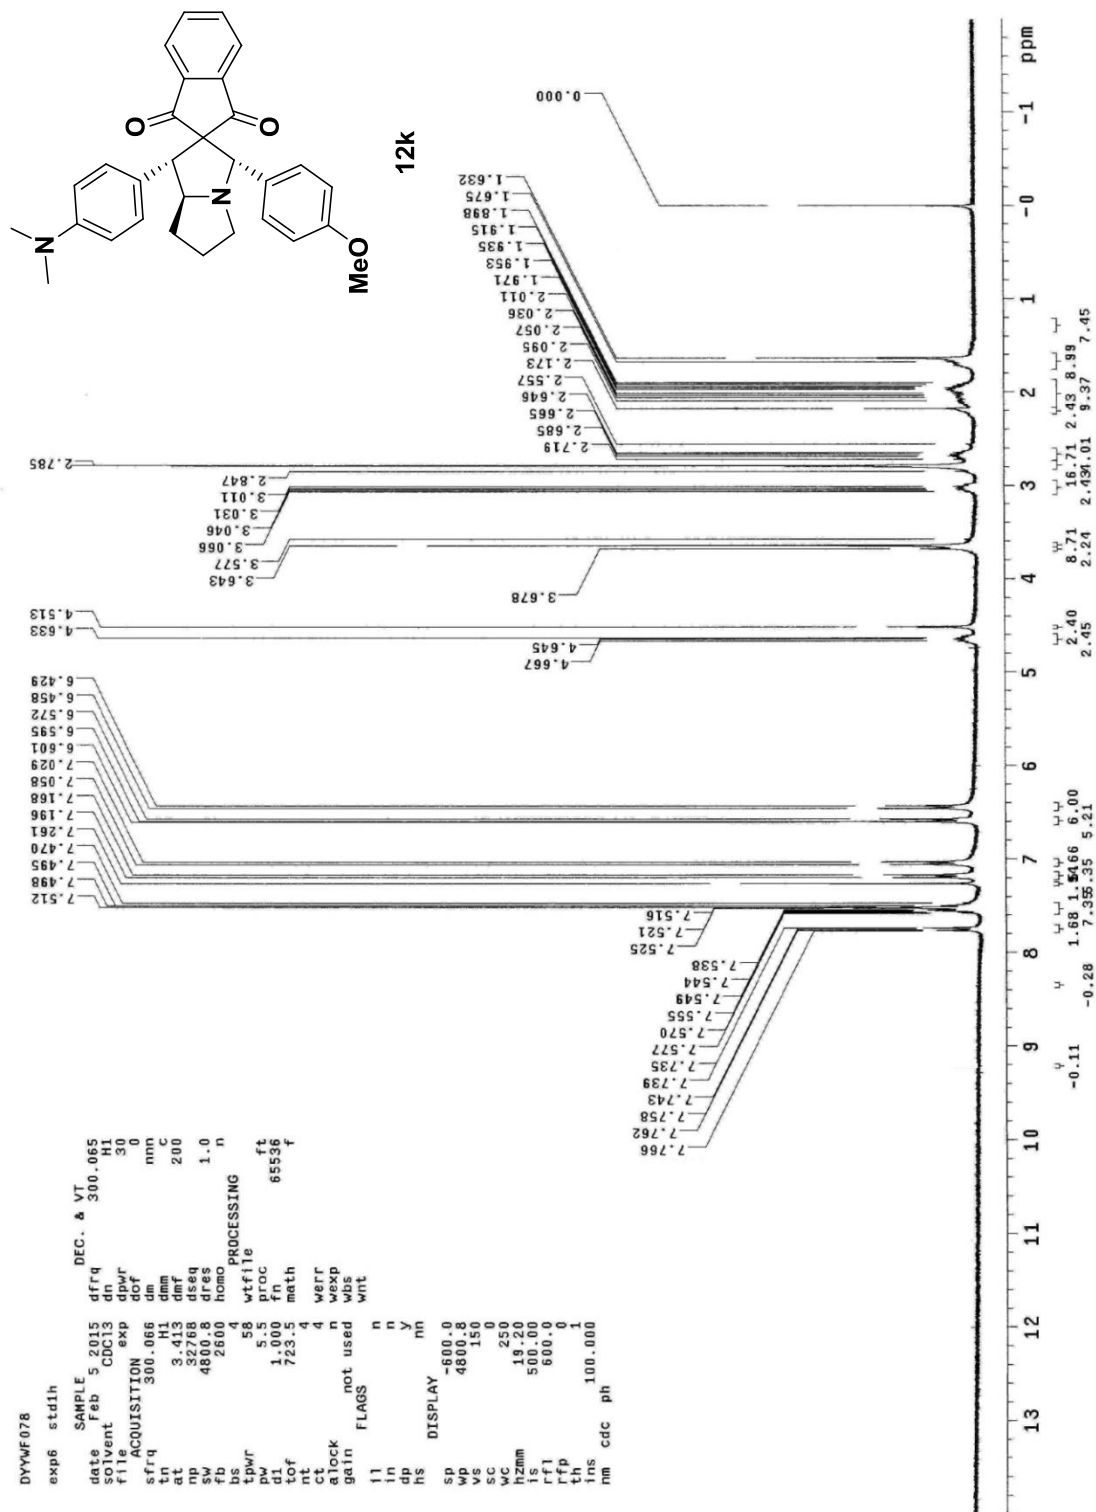 DYYWF078
exp6 std1h
SAMPLE
date Feb 5 2015
solvent CDCl3
file exp
ACQUISITION
sfrq 300.066
tn H1
at 3.413
np 32768
sw 4800.8
fb 2600
bs 4
tpwr 58
pw 5.5
d1 1.000
tof 723.5
nt 4
ct 4
alock n
gain not used
FLAGS
il n
in n
dp y
hs nn
DISPLAY
sp -600.0
wp 4800.8
vs 150
sc 0
wc 250
hzmm 19.20
is 500.00
rfl 600.0
rfp 0
th 1
ins 100.000
nm cdc ph
DEC. & VT
dfrq 300.065
dn H1
dpwr 30
dof 0
dm nnn
dmm c
dmf 200
dseq
dres 1.0
homo n
PROCESSING
wtfile
proc ft
fn 65536
math f
werr
wexp
wbs
wnt
7.512
7.498
7.495
7.470
7.261
7.196
7.168
7.058
7.029
6.601
6.595
6.572
6.458
6.429
4.633
4.513
2.785
7.766
7.762
7.758
7.743
7.739
7.735
7.577
7.570
7.555
7.549
7.544
7.538
7.525
7.521
7.516
4.667
4.645
3.678
3.643
3.577
3.066
3.046
3.031
3.011
2.847
2.719
2.685
2.665
2.646
2.557
2.173
2.095
2.057
2.036
2.011
1.971
1.953
1.935
1.915
1.898
1.675
1.632
0.000
N
O
O
N
MeO
12k
13 12 11 10 9 8 7 6 5 4 3 2 1 -0 -1 ppm
-0.11
-0.28
1.68
6.00
5.21
2.40
2.45
8.71
2.24
16.71
2.43
9.37
8.99
7.45